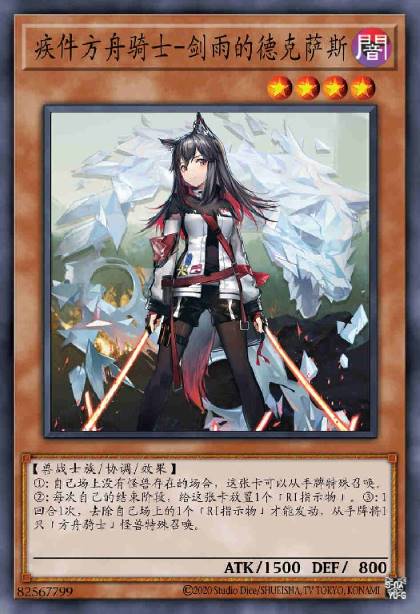 疾件方舟骑士-剑雨的德克萨斯
闇
【兽战士族/协调/效果】
①：自己场上没有怪兽存在的场合，这张卡可以从手牌特殊召唤。
②：每次自己的结束阶段，给这张卡放置1个「RI指示物」。③：1
回合1次，去除自己场上的1个「RI指示物」才能发动，从手牌将1
只「方舟骑士」怪兽特殊召唤。
ATK/1500 DEF/ 800
82567799 ©2020 Studio Dice/SHUEISHA, TV TOKYO, KONAMI